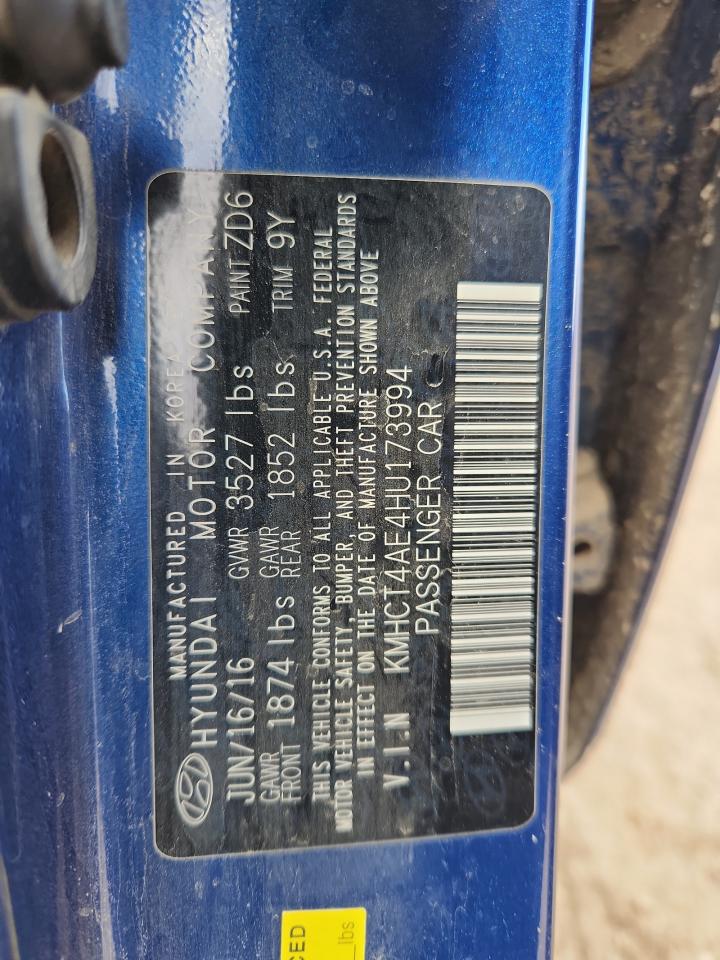 MANUFACTURED IN KOREA
HYUNDAI MOTOR COMPANY
JUN/16/16 GVWR 3527 lbs PAINT ZD6
GAWR FRONT 1874 lbs GAWR REAR 1852 lbs TRIM 9Y
THIS VEHICLE CONFORMS TO ALL APPLICABLE U.S.A. FEDERAL
MOTOR VEHICLE SAFETY, BUMPER, AND THEFT PREVENTION STANDARDS
IN EFFECT ON THE DATE OF MANUFACTURE SHOWN ABOVE
V.I.N KMHCT4AE4HU173994
PASSENGER CAR
CED
lbs